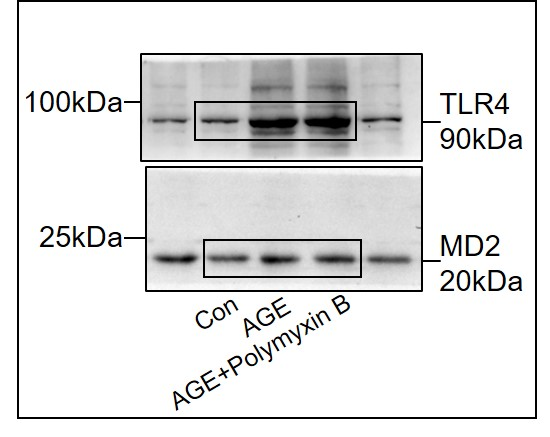 100kDa
TLR4
90kDa
25kDa
MD2
20kDa
Con
AGE
AGE+Polymyxin B